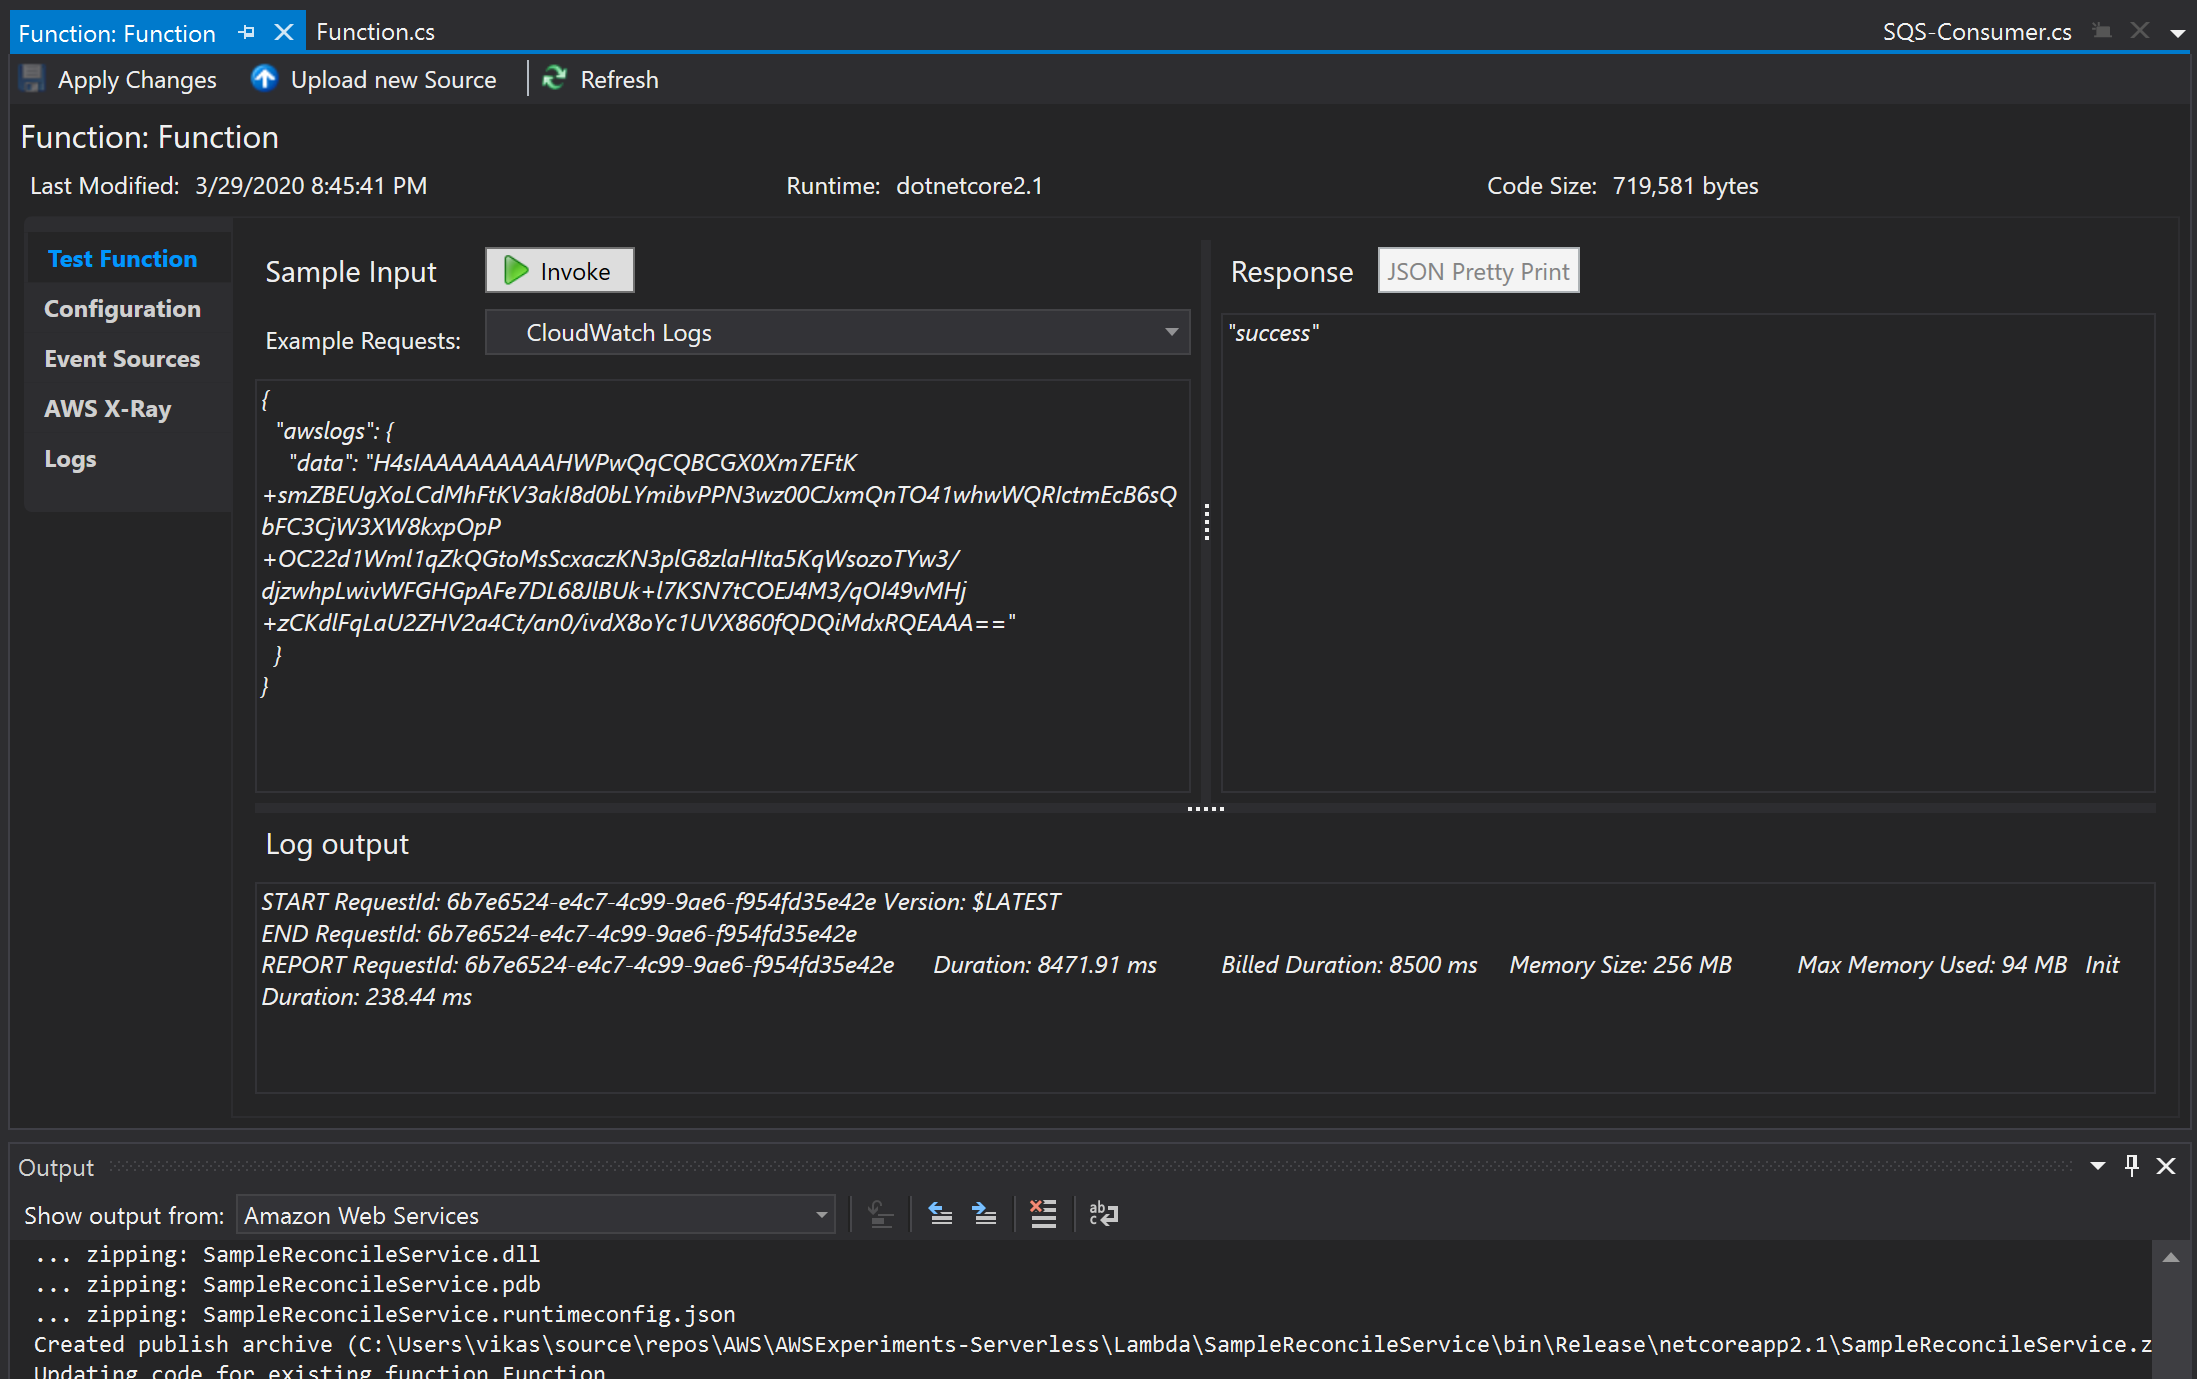 Function: Function
Function.cs
SQS-Consumer.cs
Apply Changes
Upload new Source
Refresh
Function: Function
Last Modified: 3/29/2020 8:45:41 PM
Runtime: dotnetcore2.1
Code Size: 719,581 bytes
Test Function
Configuration
Event Sources
AWS X-Ray
Logs
Sample Input
Invoke
Example Requests:
CloudWatch Logs
{
"awslogs": {
"data": "H4sIAAAAAAAAAHWPwQqCQBCGX0Xm7EFtK
+smZBEUgXoLCdMhFtKV3akI8d0bLYmibvPPN3wz00CJxmQnTO41whwWQRIctmEcB6sQ
bFC3CjW3XW8kxpOpP
+OC22d1Wml1qZkQGtoMsScxaczKN3plG8zlaHIta5KqWsozoTYw3/
djzwhpLwivWFGHGpAFe7DL68JlBUk+l7KSN7tCOEJ4M3/qOI49vMHj
+zCKdlFqLaU2ZHV2a4Ct/an0/ivdX8oYc1UVX860fQDQiMdxRQEAAA=="
}
}
Response
JSON Pretty Print
"success"
Log output
START RequestId: 6b7e6524-e4c7-4c99-9ae6-f954fd35e42e Version: $LATEST
END RequestId: 6b7e6524-e4c7-4c99-9ae6-f954fd35e42e
REPORT RequestId: 6b7e6524-e4c7-4c99-9ae6-f954fd35e42e Duration: 8471.91 ms Billed Duration: 8500 ms Memory Size: 256 MB Max Memory Used: 94 MB Init
Duration: 238.44 ms
Output
Show output from: Amazon Web Services
... zipping: SampleReconcileService.dll
... zipping: SampleReconcileService.pdb
... zipping: SampleReconcileService.runtimeconfig.json
Created publish archive (C:\Users\vikas\source\repos\AWS\AWSExperiments-Serverless\Lambda\SampleReconcileService\bin\Release\netcoreapp2.1\SampleReconcileService.z
Updating code for existing function Function